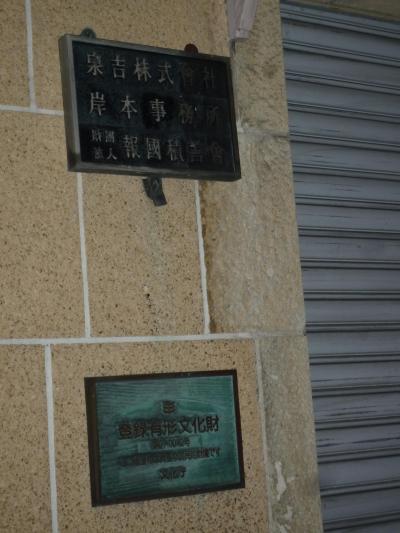 泉吉株式會社
岸本事務所
財團
法人 報國積善會
登録有形文化財
文化庁